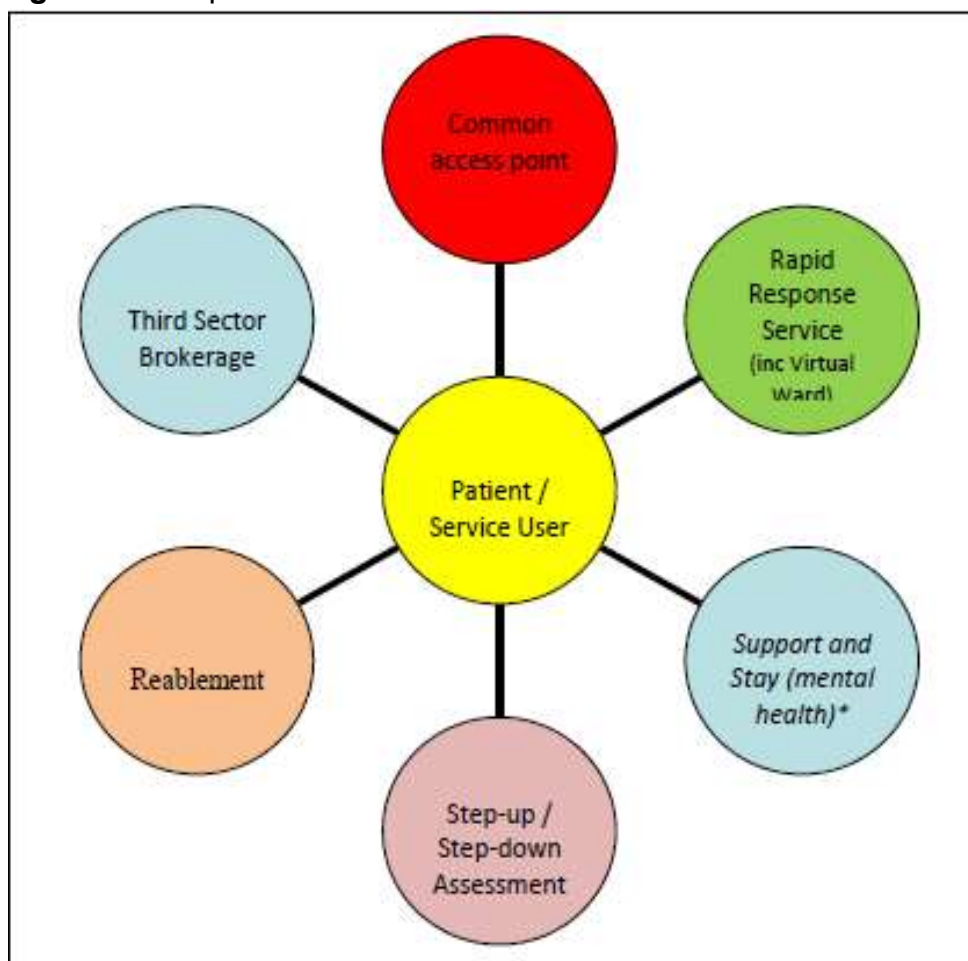 Common
access point
Rapid
Response
Service
(inc Virtual
Ward)
Third Sector
Brokerage
Patient /
Service User
Support and
Stay (mental
health)*
Reablement
Step-up /
Step-down
Assessment